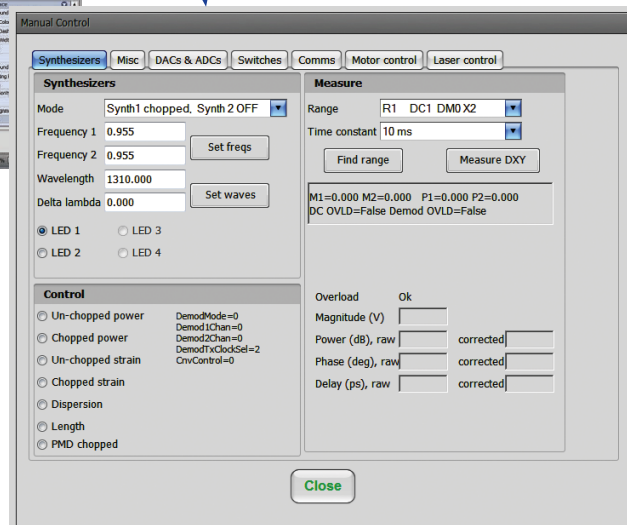 Manual Control
Synthesizers Misc DACs & ADCs Switches Comms Motor control Laser control
Synthesizers
Mode Synth1 chopped, Synth 2 OFF
Frequency 1 0.955
Frequency 2 0.955
Set freqs
Wavelength 1310.000
Delta lambda 0.000
Set waves
LED 1 LED 3
LED 2 LED 4
Control
Un-chopped power
Chopped power
Un-chopped strain
Chopped strain
Dispersion
Length
PMD chopped
DemodMode=0
Demod1Chan=0
Demod2Chan=0
DemodTxClockSel=2
CnvControl=0
Measure
Range R1 DC1 DM0 X2
Time constant 10 ms
Find range Measure DXY
M1=0.000 M2=0.000 P1=0.000 P2=0.000
DC OVLD=False Demod OVLD=False
Overload Ok
Magnitude (V)
Power (dB), raw corrected
Phase (deg), raw corrected
Delay (ps), raw corrected
Close